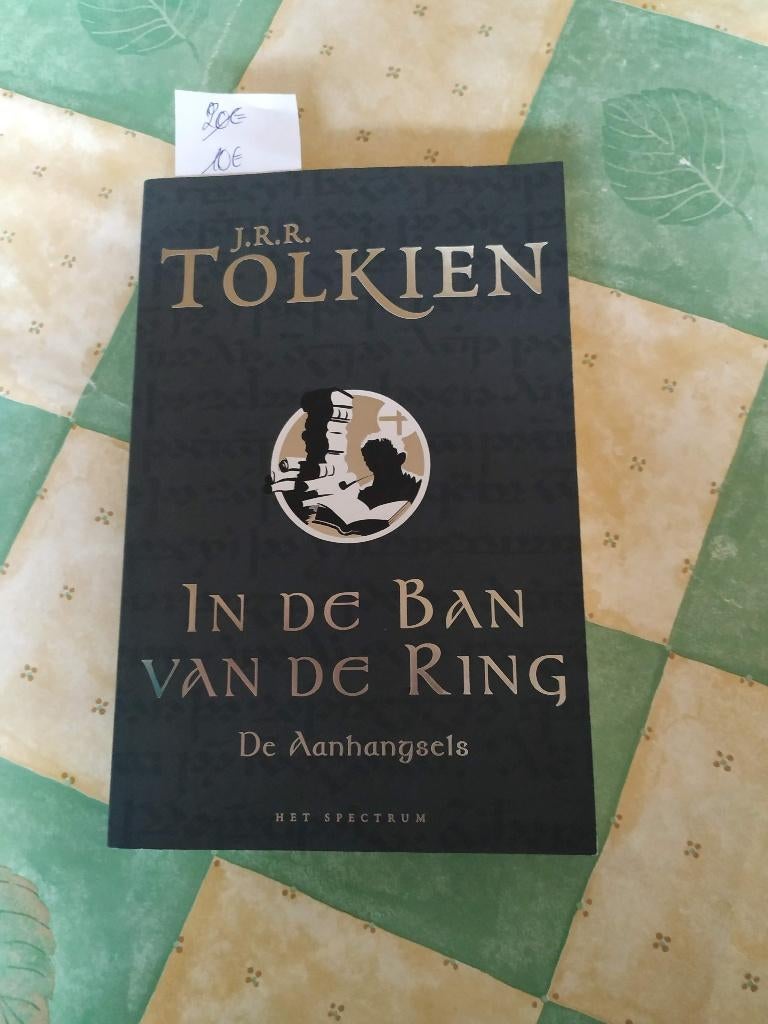 20€
10€
J.R.R.
TOLKIEN
IN DE BAN
VAN DE RING
De Aanhangsels
HET SPECTRUM